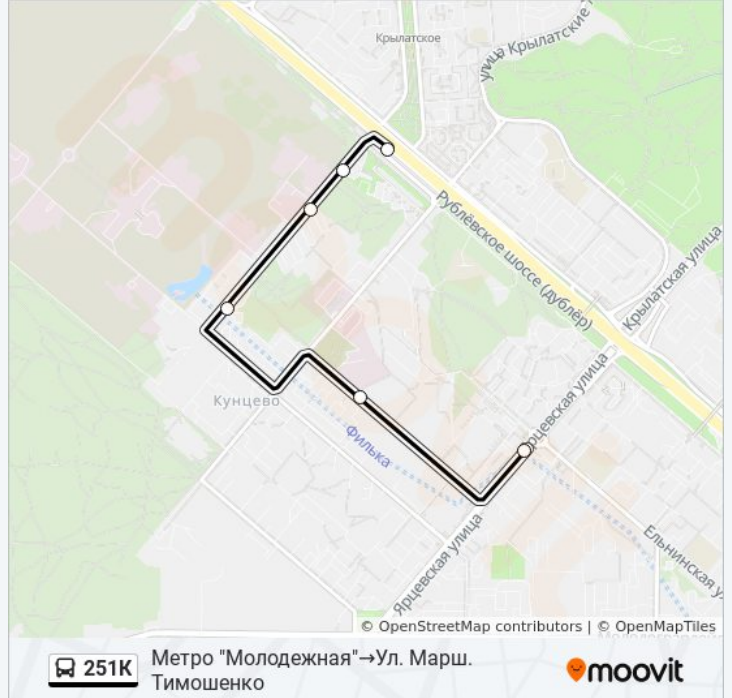 Крылатское
улица Крылатские
Рублёвское шоссе (дублёр)
Крылатская улица
Ярцевская улица
Кунцево
Филька
Ярцевская улица
Ельнинская у
© OpenStreetMap contributors | © OpenMapTiles
251К Метро "Молодежная"→Ул. Марш.
Тимошенко
moovit